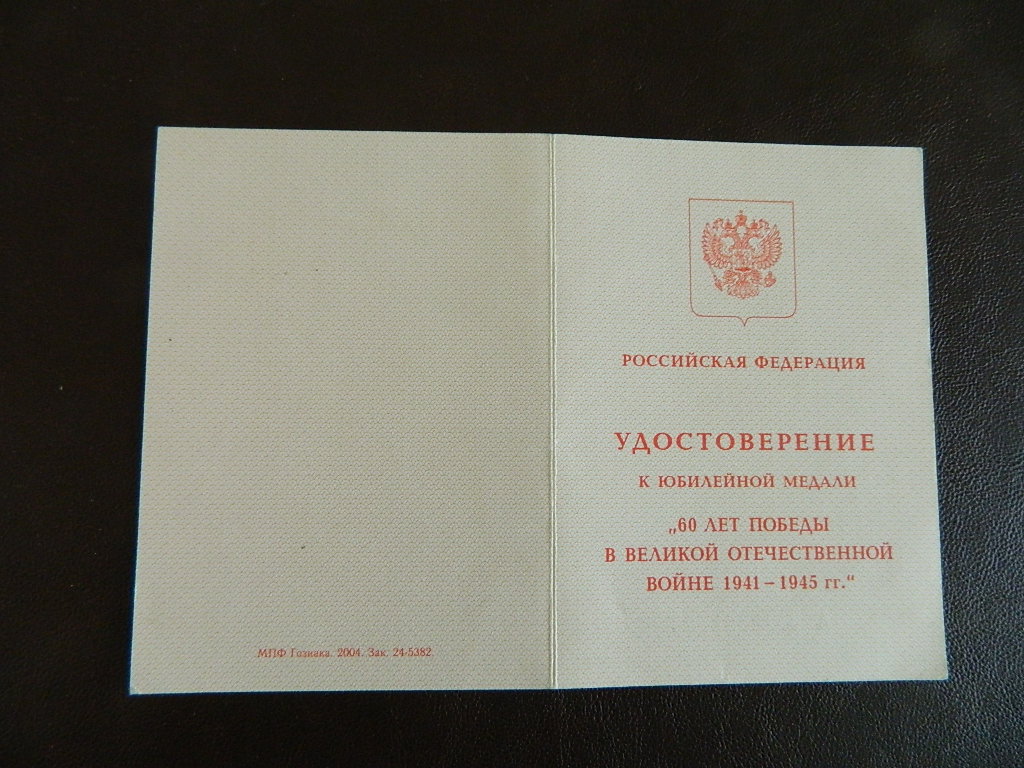 РОССИЙСКАЯ ФЕДЕРАЦИЯ
УДОСТОВЕРЕНИЕ
К ЮБИЛЕЙНОЙ МЕДАЛИ
„60 ЛЕТ ПОБЕДЫ
В ВЕЛИКОЙ ОТЕЧЕСТВЕННОЙ
ВОЙНЕ 1941 – 1945 гг.“
МПФ Гознака. 2004. Зак. 24-5382.